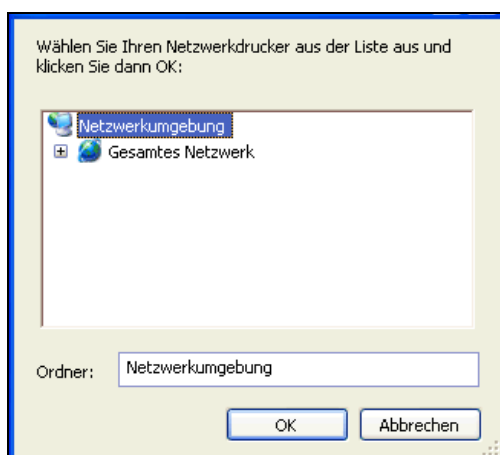 Wählen Sie Ihren Netzwerkdrucker aus der Liste aus und
klicken Sie dann OK:
Netzwerkumgebung
Gesamtes Netzwerk
Ordner: Netzwerkumgebung
OK Abbrechen